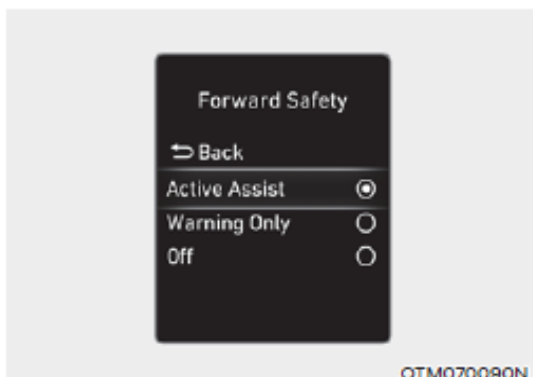 Forward Safety
Back
Active Assist
Warning Only
Off
OTM070090N